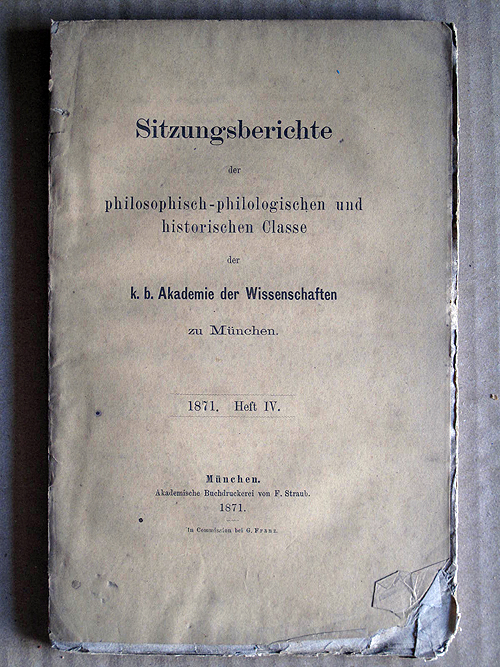 Sitzungsberichte
der
philosophisch-philologischen und
historischen Classe
der
k. b. Akademie der Wissenschaften
zu München.
1871. Heft IV.
München.
Akademische Buchdruckerei von F. Straub.
1871.
In Commission bei G. Franz.